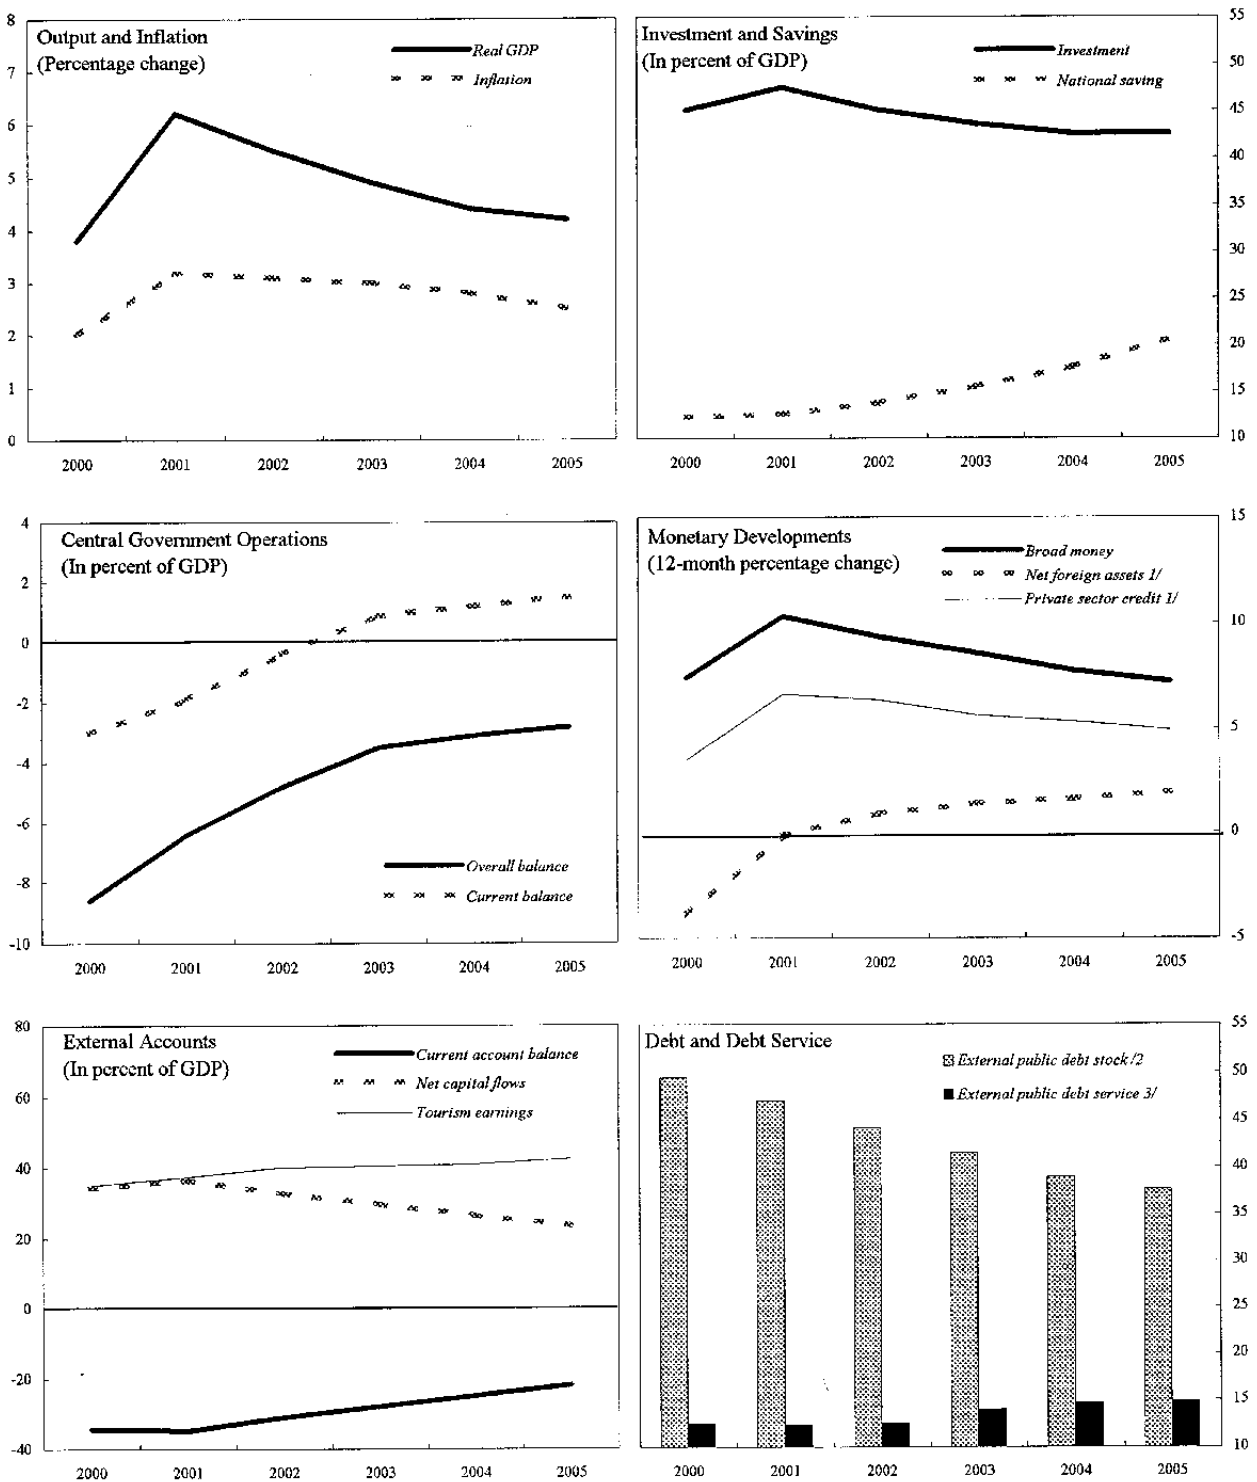 Output and Inflation
(Percentage change)
Real GDP
Inflation
8
7
6
5
4
3
2
1
0
2000 2001 2002 2003 2004 2005
Investment and Savings
(In percent of GDP)
Investment
National saving
55
50
45
40
35
30
25
20
15
10
2000 2001 2002 2003 2004 2005
Central Government Operations
(In percent of GDP)
4
2
0
-2
-4
-6
-8
-10
Overall balance
Current balance
2000 2001 2002 2003 2004 2005
Monetary Developments
(12-month percentage change)
Broad money
Net foreign assets 1/
Private sector credit 1/
15
10
5
0
-5
2000 2001 2002 2003 2004 2005
External Accounts
(In percent of GDP)
Current account balance
Net capital flows
Tourism earnings
80
60
40
20
0
-20
-40
2000 2001 2002 2003 2004 2005
Debt and Debt Service
External public debt stock /2
External public debt service 3/
55
50
45
40
35
30
25
20
15
10
2000 2001 2002 2003 2004 2005